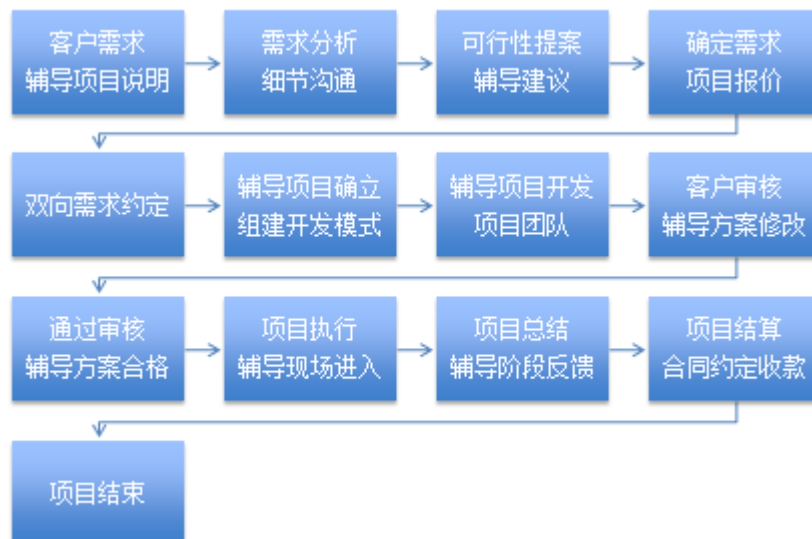 客户需求
辅导项目说明
需求分析
细节沟通
可行性提案
辅导建议
确定需求
项目报价
双向需求约定
辅导项目确立
组建开发模式
辅导项目开发
项目团队
客户审核
辅导方案修改
通过审核
辅导方案合格
项目执行
辅导现场进入
项目总结
辅导阶段反馈
项目结算
合同约定收款
项目结束